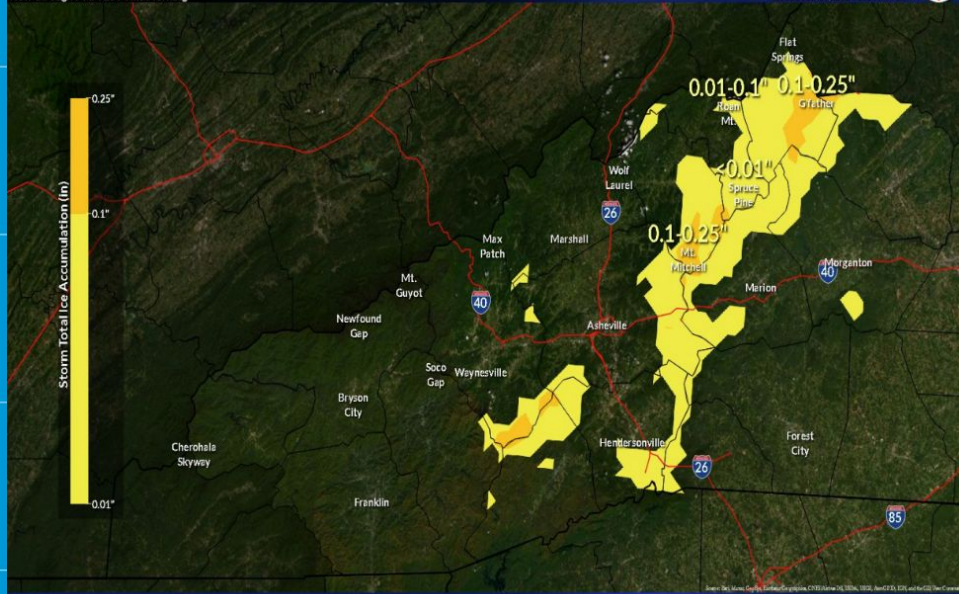 Flat
Springs
0.01-0.1" 0.1-0.25"
Roan
Mt.
G'father
0.25"
Wolf
Laurel
<0.01"
Spruce
Pine
26
0.1"
0.1-0.25"
Mt.
Mitchell
Max
Patch
Marshall
Mt.
Guyot
40
Morganton
40
Marion
Newfound
Gap
Asheville
Storm Total Ice Accumulation (in)
Soco
Gap
Waynesville
Bryson
City
Cherohala
Skyway
Hendersonville
Forest
City
26
Franklin
0.01"
85